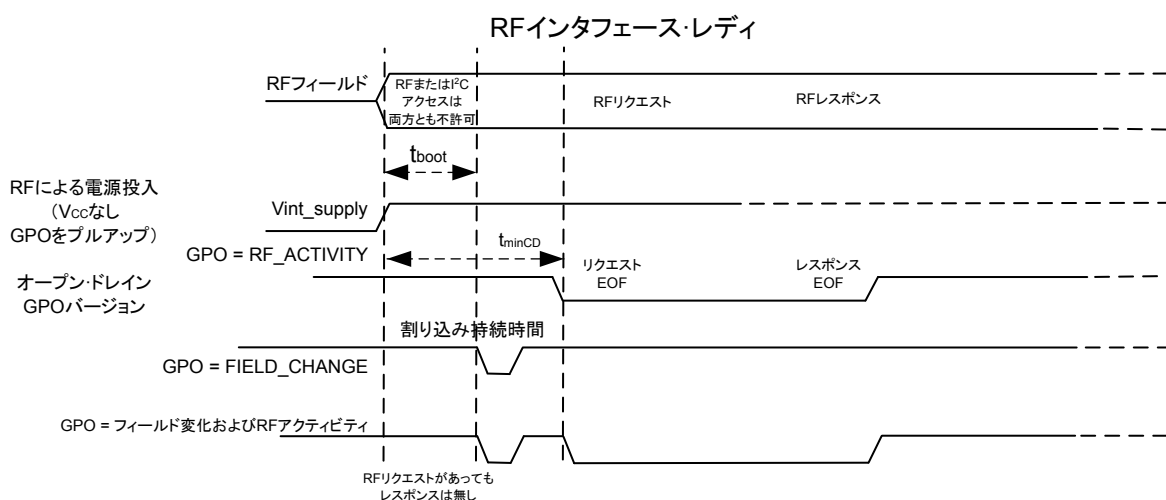 RFインタフェース・レディ
RFフィールド
RFまたはI²C
アクセスは
両方とも不許可
RFリクエスト
RFレスポンス
tboot
RFによる電源投入
(VCCなし
GPOをプルアップ)
Vint_supply
tminCD
GPO = RF_ACTIVITY
オープン・ドレイン
GPOバージョン
リクエスト
EOF
レスポンス
EOF
割り込み持続時間
GPO = FIELD_CHANGE
GPO = フィールド変化およびRFアクティビティ
RFリクエストがあっても
レスポンスは無し